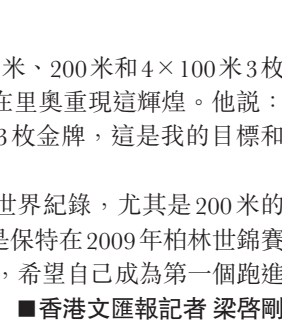 米、200米和4×100米3枚
在里奧重現這輝煌。他說：
3枚金牌，這是我的目標和
世界紀錄，尤其是200米的
是保特在2009年柏林世錦賽
，希望自己成為第一個跑進
■香港文匯報記者 梁啓剛